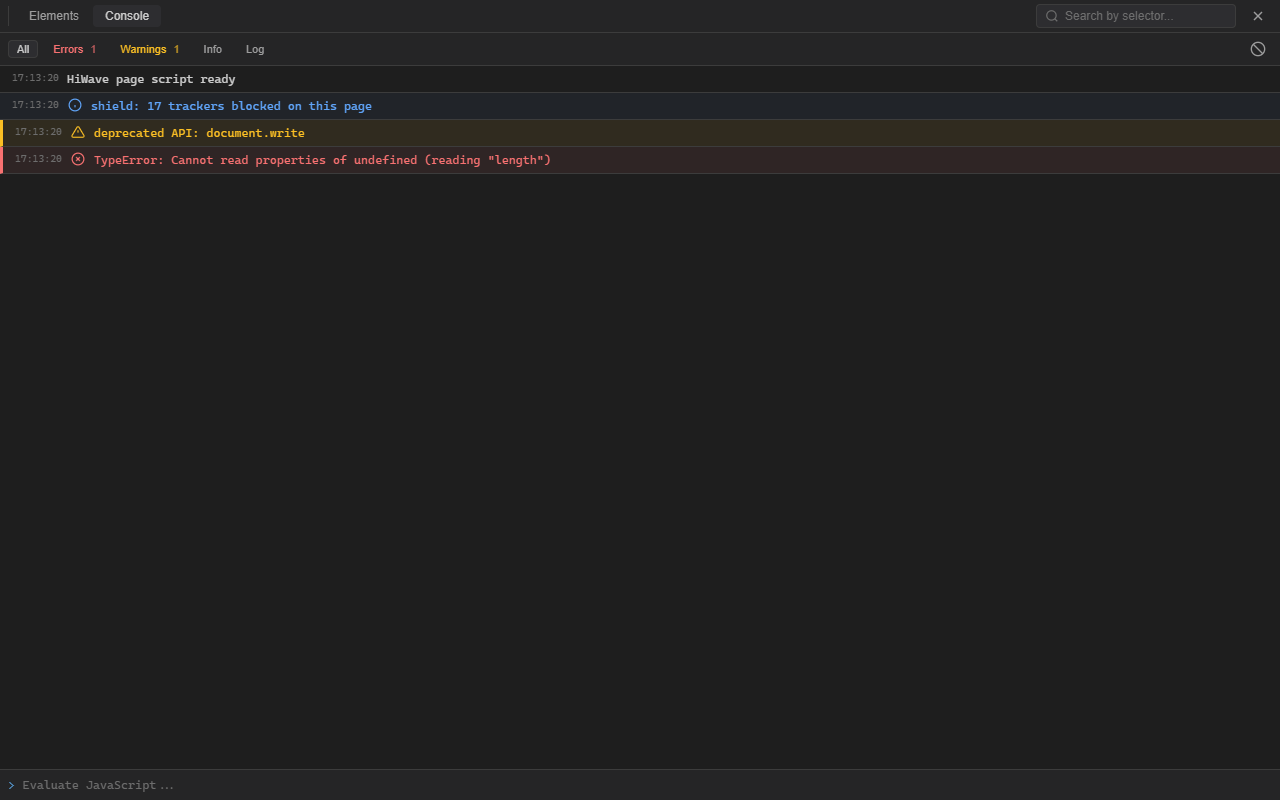 Elements Console Search by selector...
All Errors 1 Warnings 1 Info Log
17:13:20 HiWave page script ready
17:13:20 shield: 17 trackers blocked on this page
17:13:20 deprecated API: document.write
17:13:20 TypeError: Cannot read properties of undefined (reading "length")
> Evaluate JavaScript...